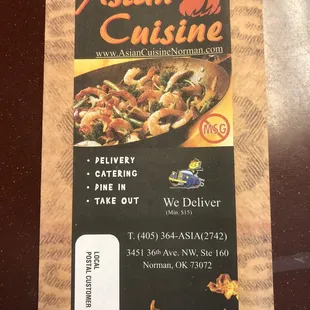 Asian
Cuisine
www.AsianCuisineNorman.com
MSG
• DELIVERY
• CATERING
• DINE IN
• TAKE OUT
We Deliver
(Min. $15)
T. (405) 364-ASIA(2742)
3451 36th Ave. NW, Ste 160
Norman, OK 73072
LOCAL
POSTAL CUSTOMER